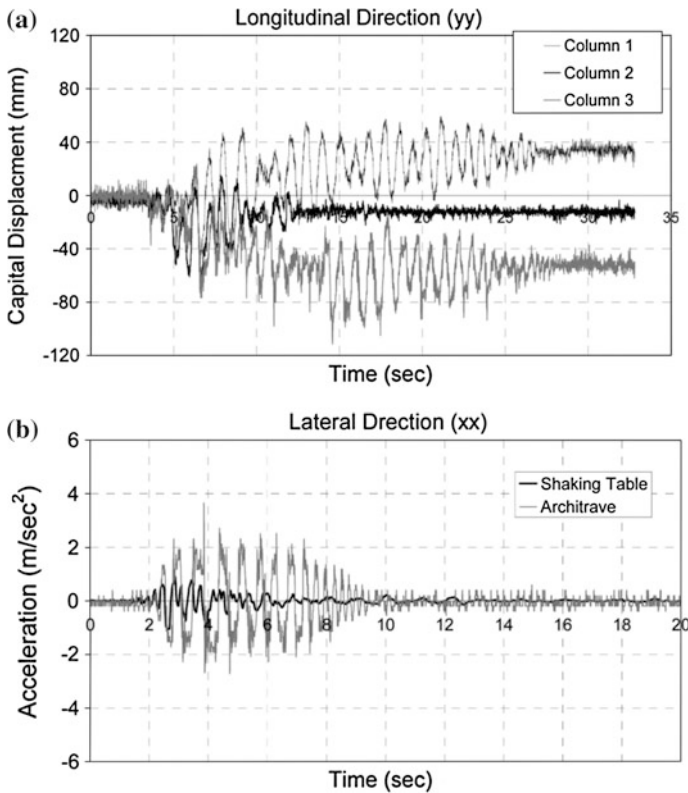 (a)
Longitudinal Direction (yy)
Capital Displacment (mm)
120
80
40
0
-40
-80
-120
Column 1
Column 2
Column 3
0 5 10 15 20 25 30 35
Time (sec)
(b)
Lateral Direction (xx)
Acceleration (m/sec²)
6
4
2
0
-2
-4
-6
Shaking Table
Architrave
0 2 4 6 8 10 12 14 16 18 20
Time (sec)